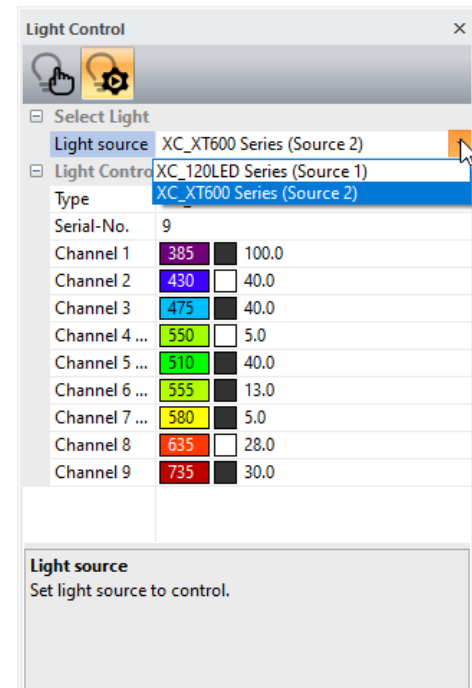 Light Control
Select Light
Light source XC_XT600 Series (Source 2)
XC_120LED Series (Source 1)
XC_XT600 Series (Source 2)
Light Contro
Type
Serial-No. 9
Channel 1 385 100.0
Channel 2 430 40.0
Channel 3 475 40.0
Channel 4 ... 550 5.0
Channel 5 ... 510 40.0
Channel 6 ... 555 13.0
Channel 7 ... 580 5.0
Channel 8 635 28.0
Channel 9 735 30.0
Light source
Set light source to control.